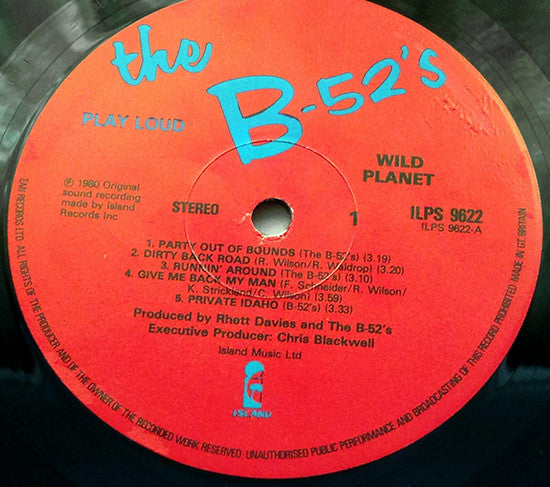 the
B-52's
PLAY LOUD
WILD
PLANET
℗ 1980 Original
sound recording
made by Island
Records Inc
STEREO
1
ILPS 9622
ILPS 9622-A
1. PARTY OUT OF BOUNDS (The B-52's) (3.19)
2. DIRTY BACK ROAD (R. Wilson/R. Waldrop) (3.20)
3. RUNNIN' AROUND (The B-52's) (3.10)
4. GIVE ME BACK MY MAN (F. Schneider/R. Wilson/
K. Strickland/C. Wilson) (3.59)
5. PRIVATE IDAHO (B-52's) (3.33)
Produced by Rhett Davies and The B-52's
Executive Producer: Chris Blackwell
Island Music Ltd
ISLAND
EMI RECORDS LTD. ALL RIGHTS OF THE PRODUCER AND OF THE OWNER OF THE RECORDED WORK RESERVED. UNAUTHORISED PUBLIC PERFORMANCE AND BROADCASTING OF THIS RECORD PROHIBITED. MADE IN GT. BRITAIN